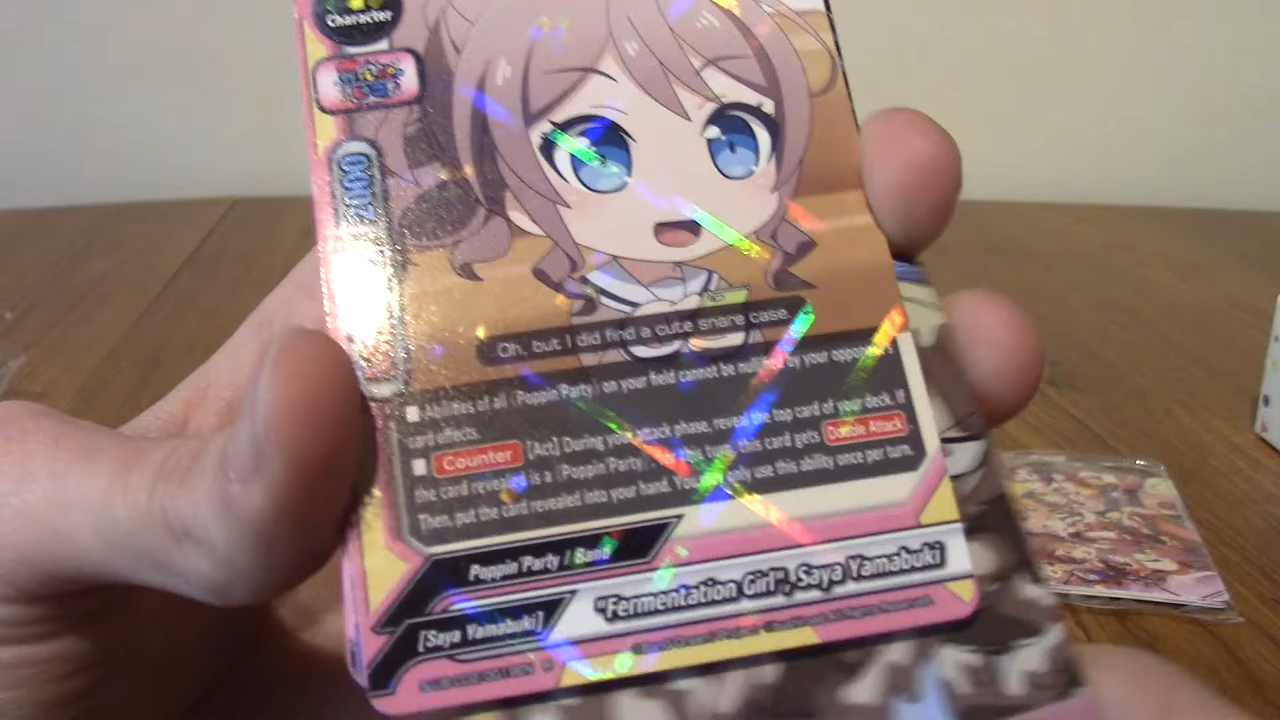 Character
7000
Oh, but I did find a cute snare case.
Abilities of all 《Poppin'Party》 on your field cannot be nullified by your opponent's
card effects.
Counter [Act] During your attack phase, reveal the top card of your deck. If
the card revealed is a 《Poppin'Party》, for this turn, this card gets Double Attack.
Then, put the card revealed into your hand. You may only use this ability once per turn.
Poppin'Party / Band
"Fermentation Girl", Saya Yamabuki
[Saya Yamabuki]